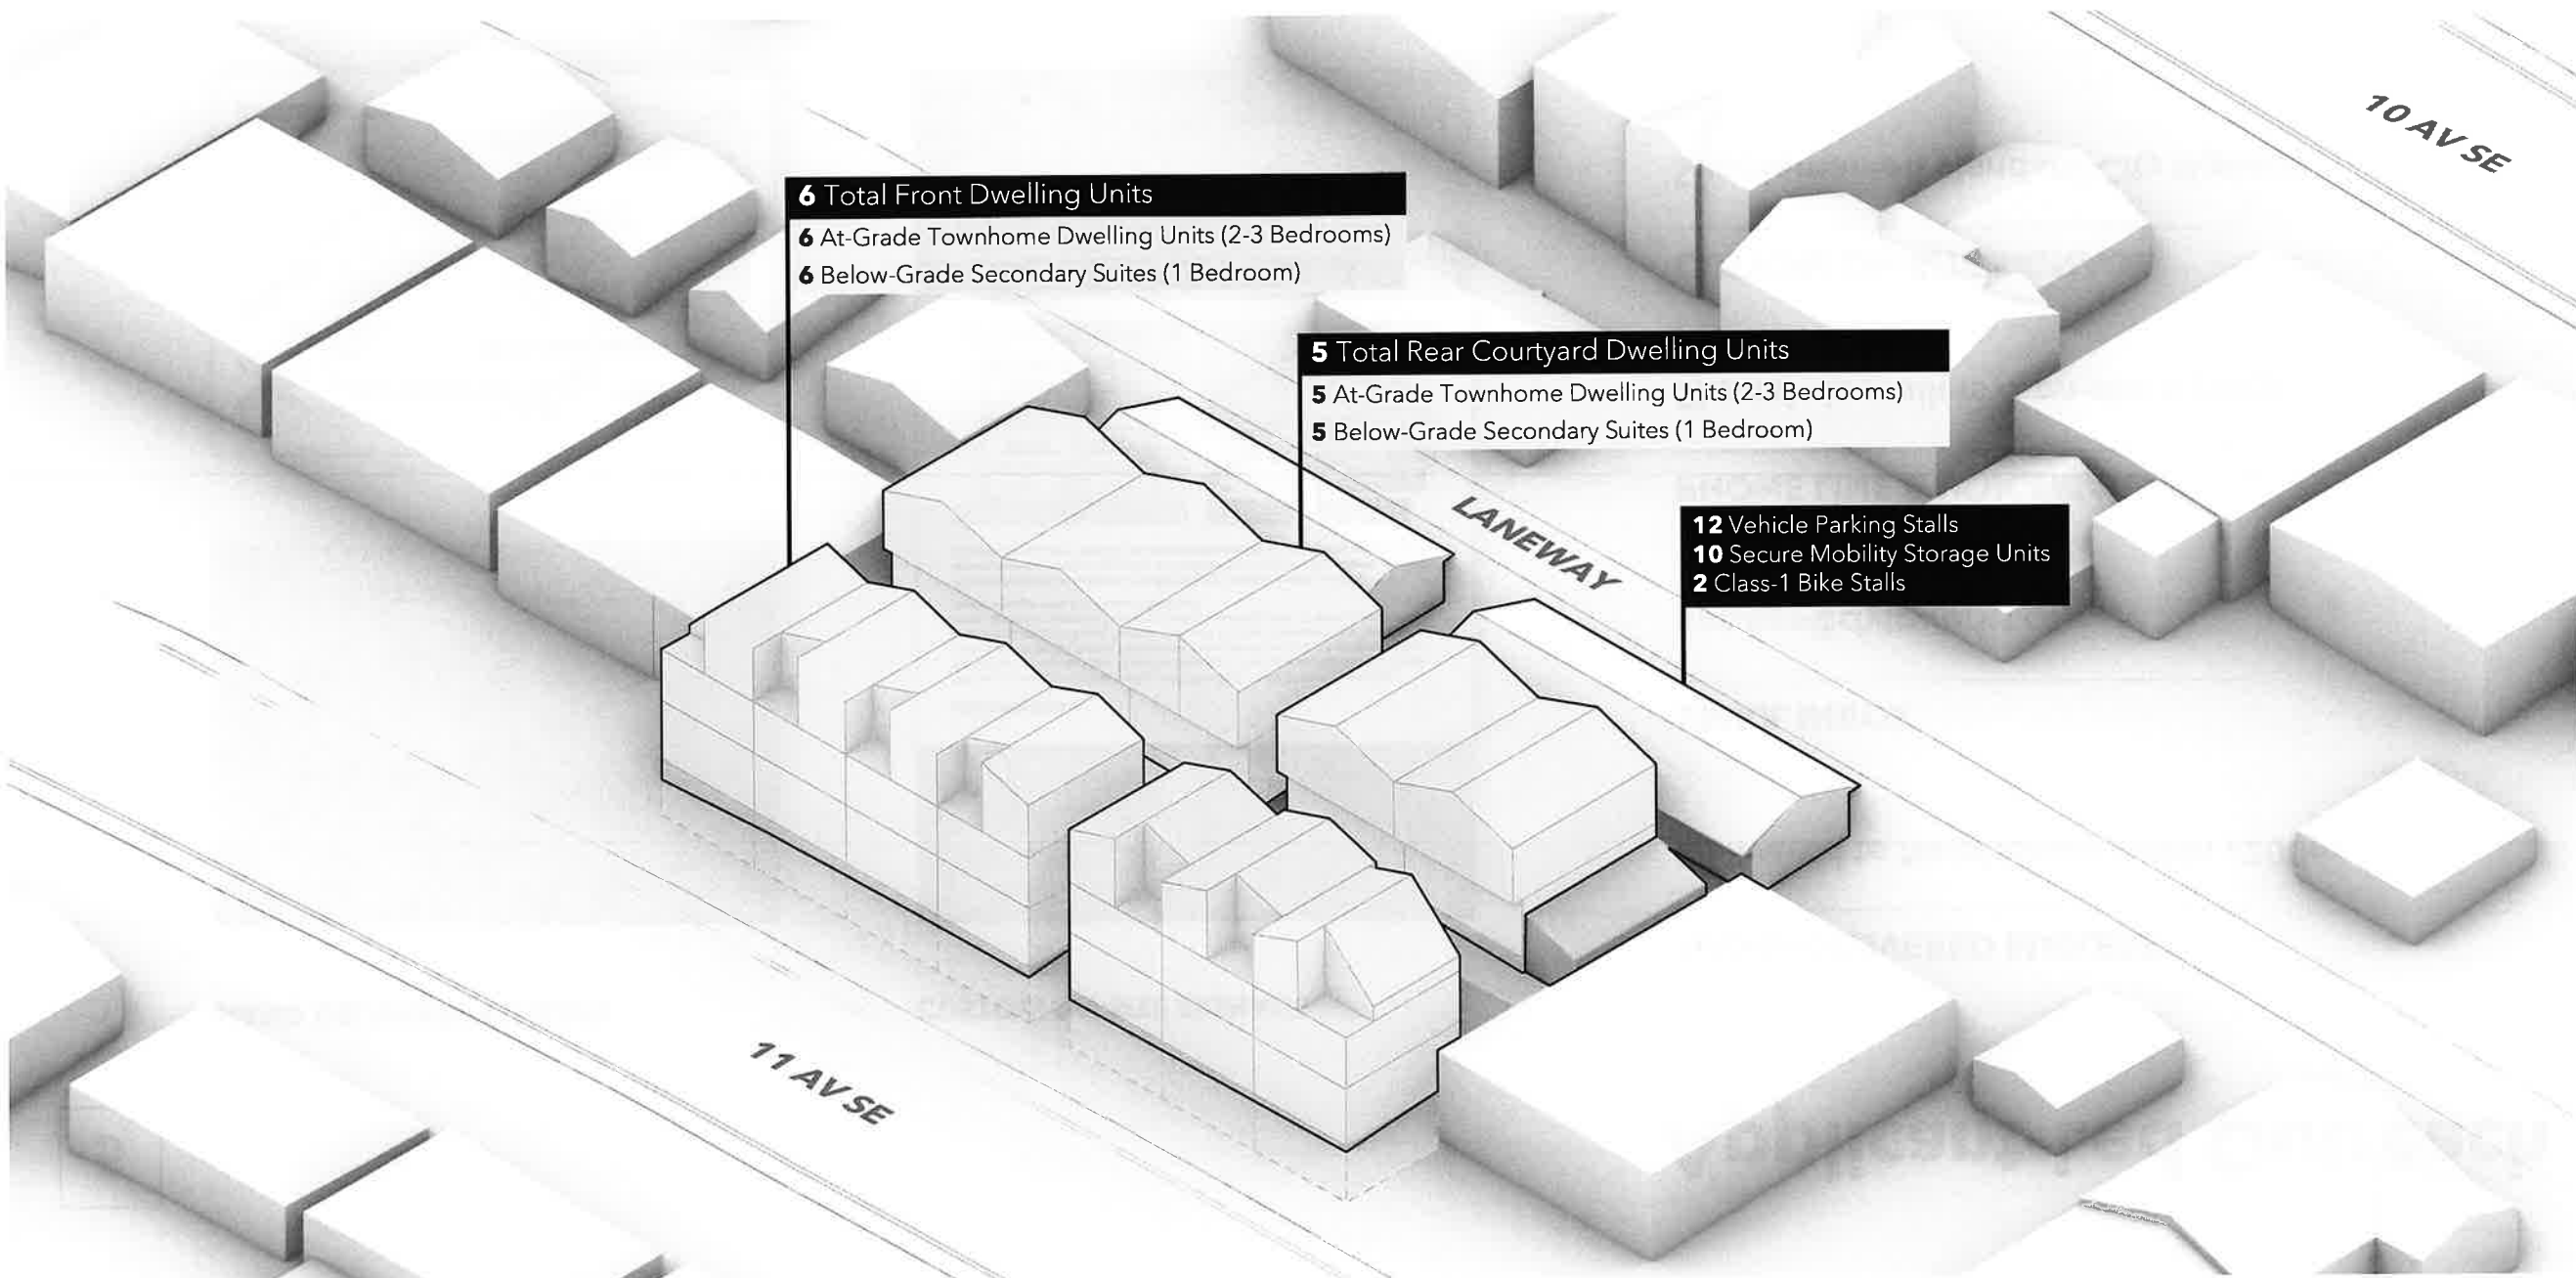 10 AV SE
6 Total Front Dwelling Units
6 At-Grade Townhome Dwelling Units (2-3 Bedrooms)
6 Below-Grade Secondary Suites (1 Bedroom)
5 Total Rear Courtyard Dwelling Units
5 At-Grade Townhome Dwelling Units (2-3 Bedrooms)
5 Below-Grade Secondary Suites (1 Bedroom)
LANEWAY
12 Vehicle Parking Stalls
10 Secure Mobility Storage Units
2 Class-1 Bike Stalls
11 AV SE